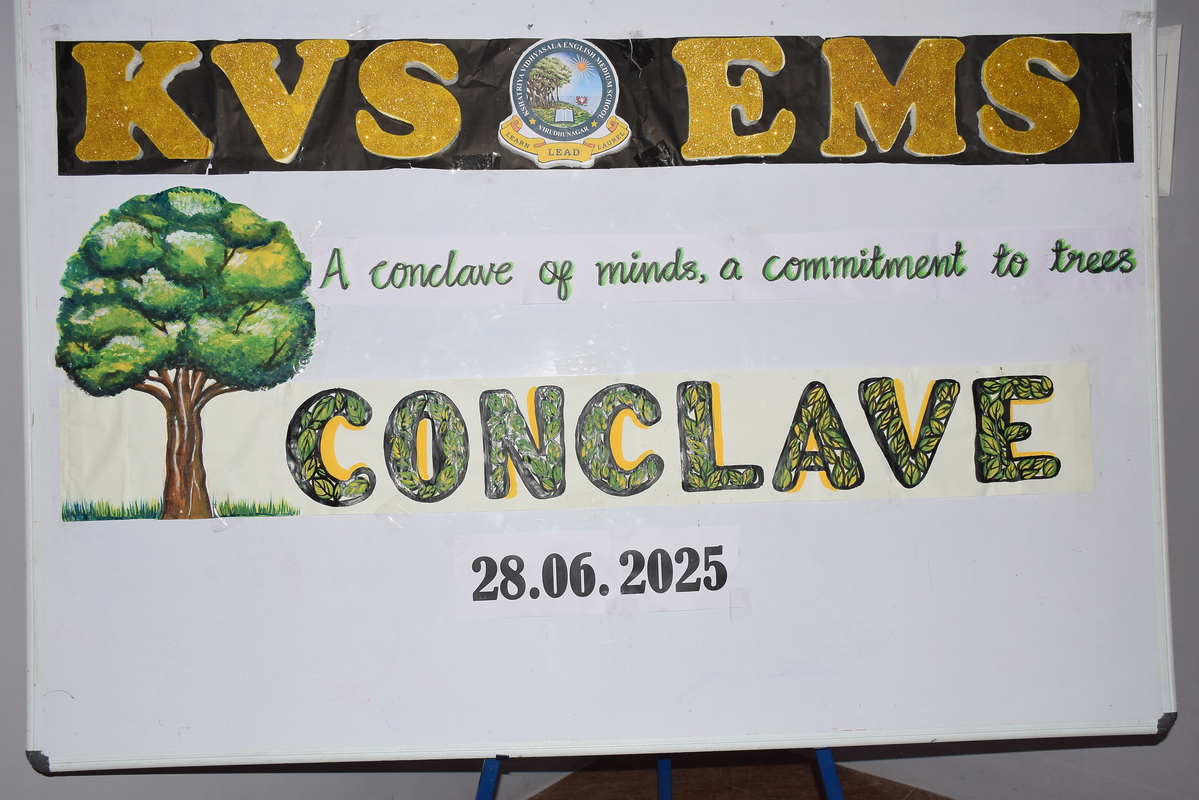 KVS EMS
KSHATRIYA VIDHYASALA ENGLISH MEDIUM SCHOOL
VIRUDHUNAGAR
LEARN LEAD LAUREL
A conclave of minds, a commitment to trees
CONCLAVE
28.06.2025